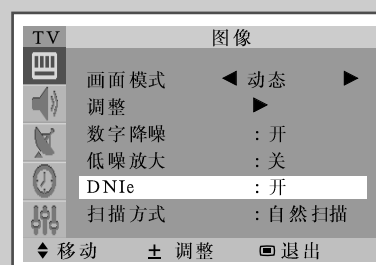 TV 图像
画面模式 ◀ 动态 ▶
调整 ▶
数字降噪 : 开
低噪放大 : 关
DNIe : 开
扫描方式 : 自然扫描
移动 ± 调整 退出